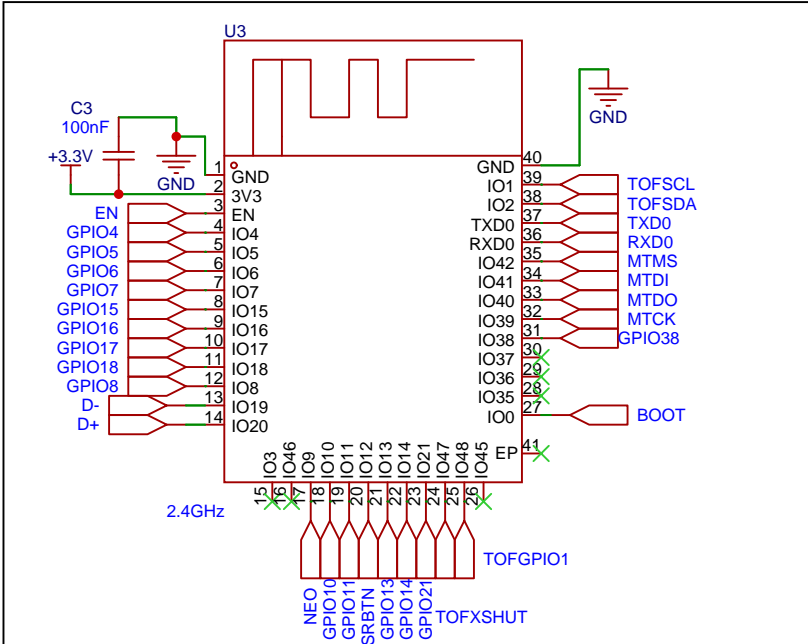 U3
C3
100nF
+3.3V
GND
GND
1 GND
2 3V3
EN 3 EN
GPIO4 4 IO4
GPIO5 5 IO5
GPIO6 6 IO6
GPIO7 7 IO7
GPIO15 8 IO15
GPIO16 9 IO16
GPIO17 10 IO17
GPIO18 11 IO18
GPIO8 12 IO8
D- 13 IO19
D+ 14 IO20
GND 40
IO1 39 TOFSCL
IO2 38 TOFSDA
TXD0 37 TXD0
RXD0 36 RXD0
IO42 35 MTMS
IO41 34 MTDI
IO40 33 MTDO
IO39 32 MTCK
IO38 31 GPIO38
IO37 30
IO36 29
IO35 28
IO0 27 BOOT
EP 41
IO3 IO46 IO9 IO10 IO11 IO12 IO13 IO14 IO21 IO47 IO48 IO45
15 16 17 18 19 20 21 22 23 24 25 26
2.4GHz
NEO GPIO10 GPIO11 SRBTN GPIO13 GPIO14 GPIO21 TOFXSHUT
TOFGPIO1